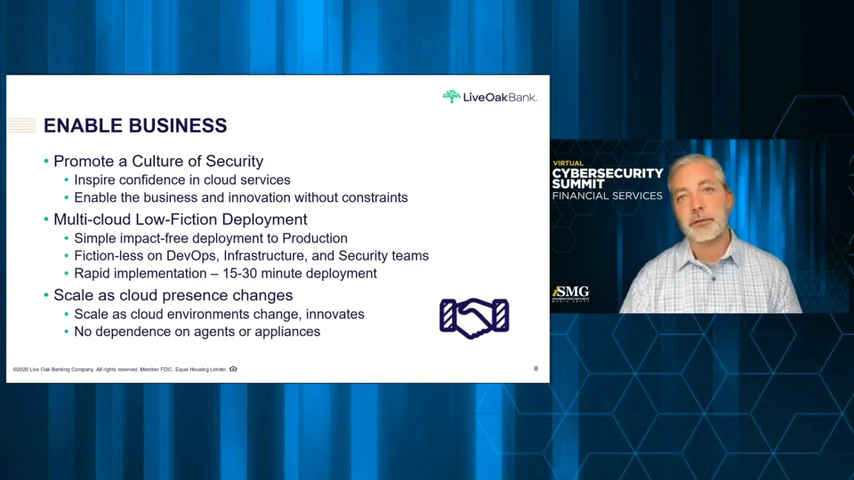 LiveOakBank.
ENABLE BUSINESS
• Promote a Culture of Security
• Inspire confidence in cloud services
• Enable the business and innovation without constraints
• Multi-cloud Low-Fiction Deployment
• Simple impact-free deployment to Production
• Fiction-less on DevOps, Infrastructure, and Security teams
• Rapid implementation – 15-30 minute deployment
• Scale as cloud presence changes
• Scale as cloud environments change, innovates
• No dependence on agents or appliances
©2020 Live Oak Banking Company. All rights reserved. Member FDIC. Equal Housing Lender.
8
VIRTUAL
CYBERSECURITY
SUMMIT
FINANCIAL SERVICES
iSMG
INFORMATION SECURITY
MEDIA GROUP